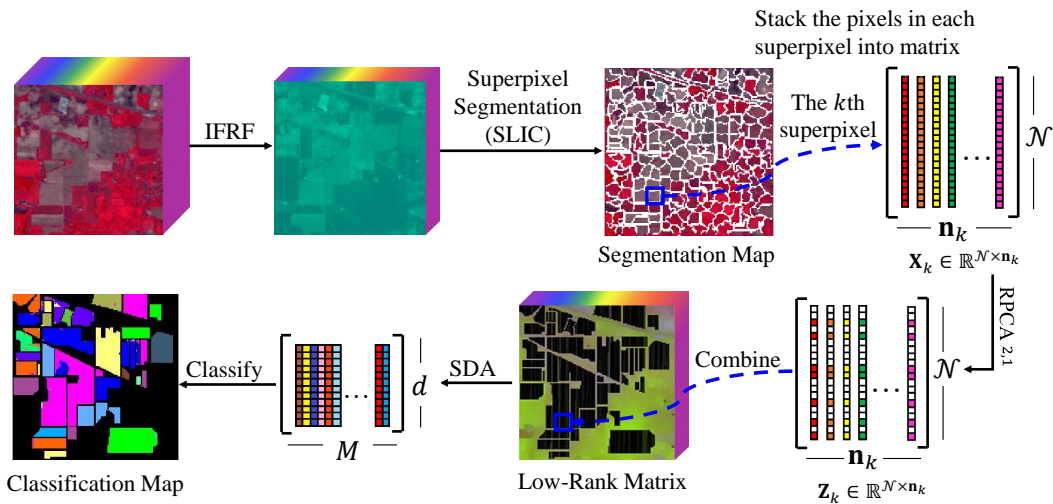 Stack the pixels in each
superpixel into matrix
IFRF
Superpixel
Segmentation
(SLIC)
The kth
superpixel
. . .
𝒩
n_k
Segmentation Map
X_k ∈ ℝ^{𝒩×n_k}
RPCA 2,1
Classify
. . .
d
M
SDA
Combine
. . .
𝒩
n_k
Classification Map
Low-Rank Matrix
Z_k ∈ ℝ^{𝒩×n_k}